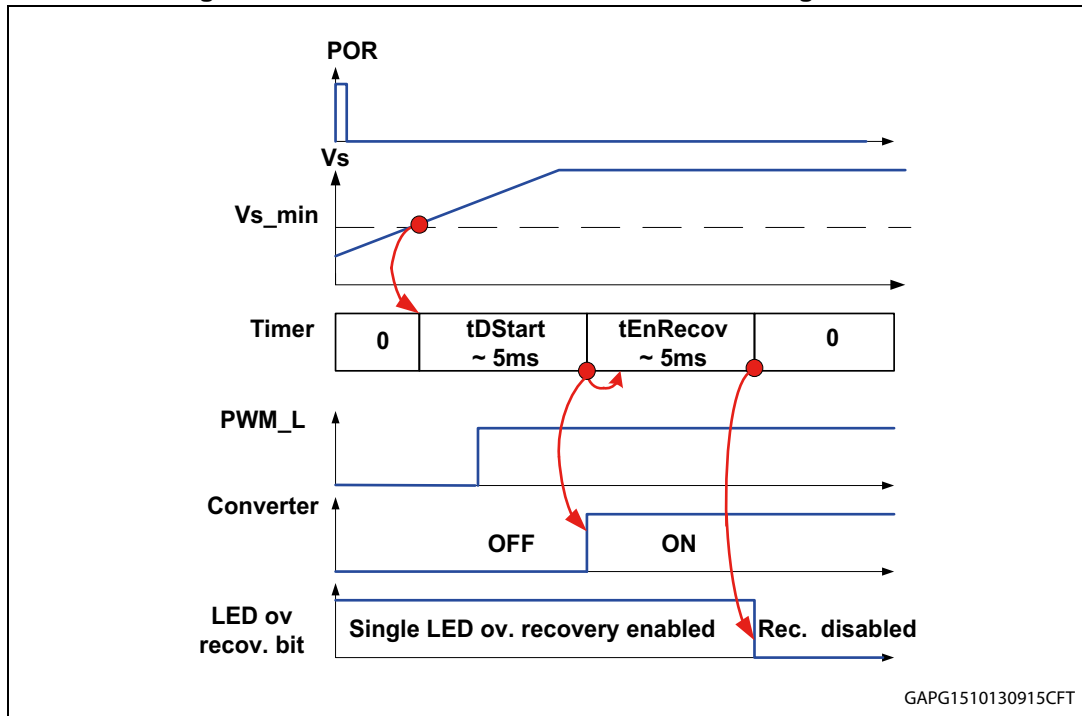 POR
Vs
Vs_min
Timer
0
tDStart
~ 5ms
tEnRecov
~ 5ms
0
PWM_L
Converter
OFF
ON
LED ov
recov. bit
Single LED ov. recovery enabled
Rec. disabled
GAPG1510130915CFT